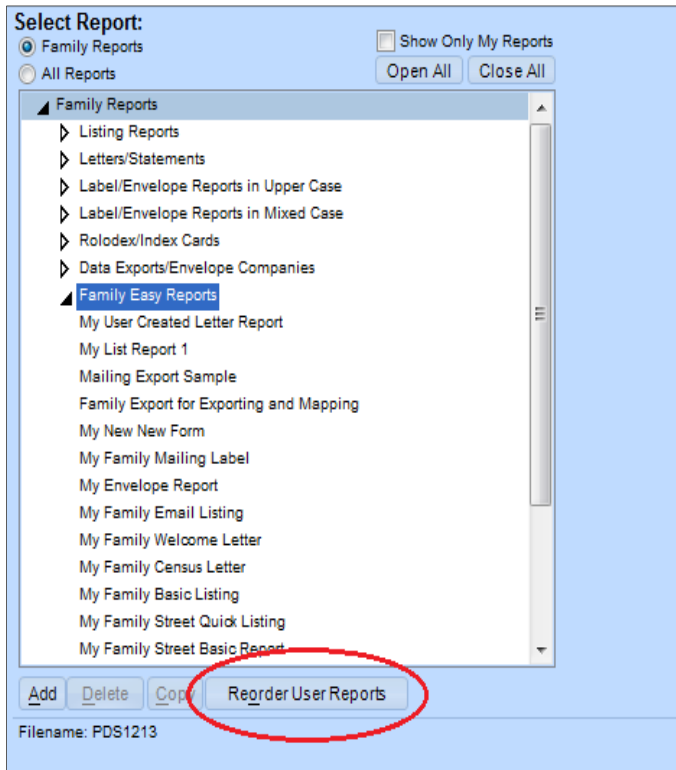 Select Report:
Family Reports
Show Only My Reports
All Reports
Open All Close All
Family Reports
Listing Reports
Letters/Statements
Label/Envelope Reports in Upper Case
Label/Envelope Reports in Mixed Case
Rolodex/Index Cards
Data Exports/Envelope Companies
Family Easy Reports
My User Created Letter Report
My List Report 1
Mailing Export Sample
Family Export for Exporting and Mapping
My New New Form
My Family Mailing Label
My Envelope Report
My Family Email Listing
My Family Welcome Letter
My Family Census Letter
My Family Basic Listing
My Family Street Quick Listing
My Family Street Basic Report
Add Delete Copy Reorder User Reports
Filename: PDS1213